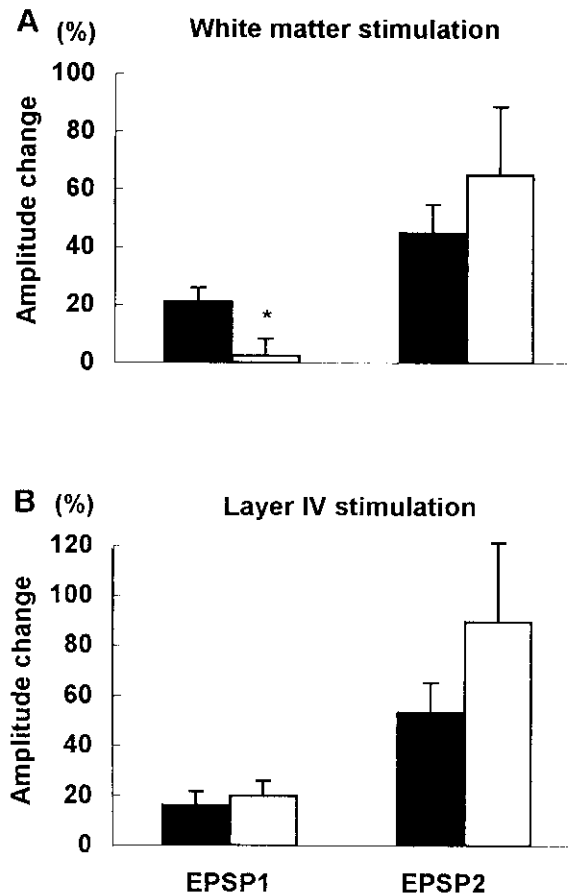 A (%) White matter stimulation
100
80
60
40
20
0
Amplitude change
*
B (%) Layer IV stimulation
120
100
80
60
40
20
0
Amplitude change
EPSP1 EPSP2